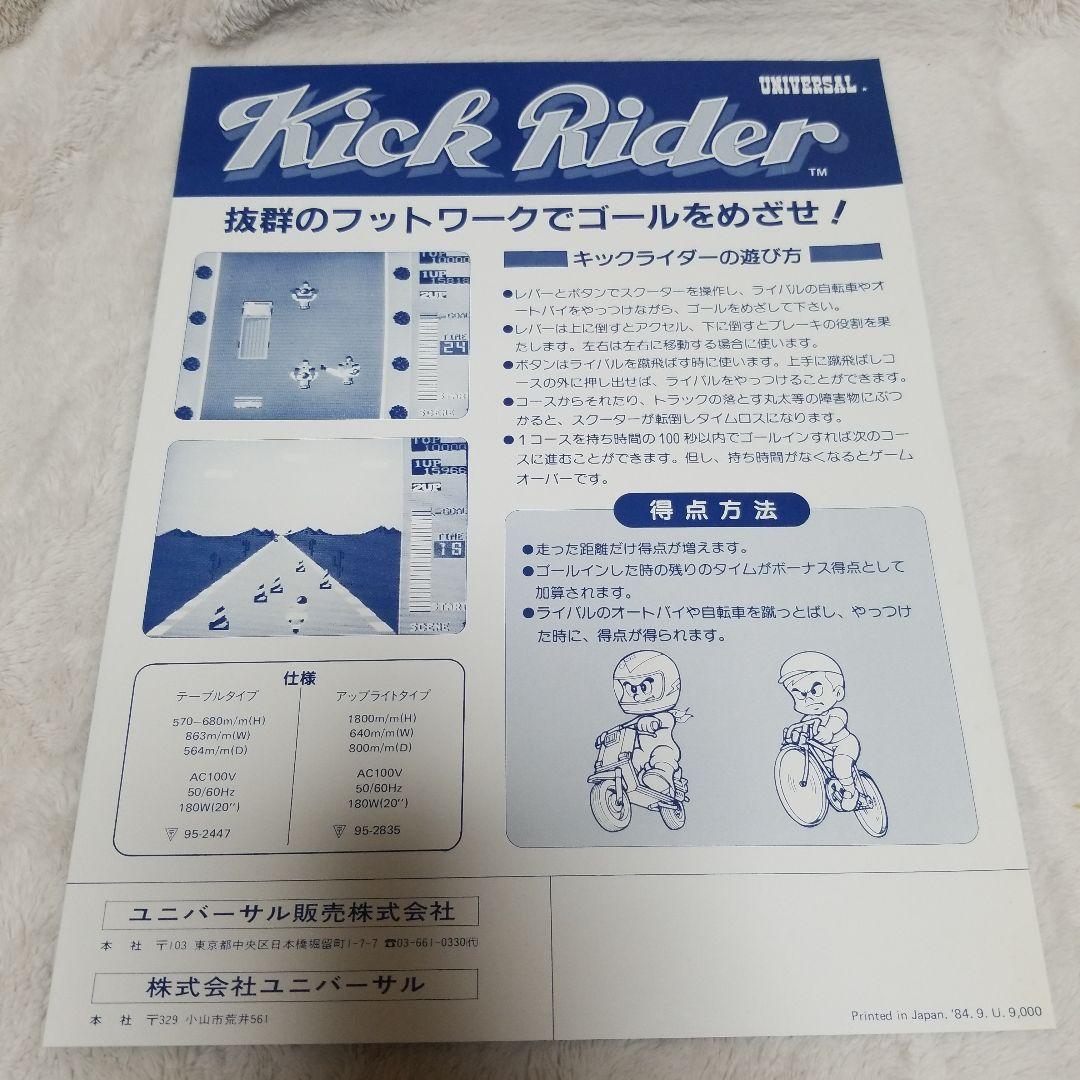 UNIVERSAL
Kick Rider
TM
抜群のフットワークでゴールをめざせ!
キックライダーの遊び方
●レバーとボタンでスクーターを操作し、ライバルの自転車やオ
ートバイをやっつけながら、ゴールをめざして下さい。
●レバーは上に倒すとアクセル、下に倒すとブレーキの役割を果
たします。左右は左右に移動する場合に使います。
●ボタンはライバルを蹴飛ばす時に使います。上手に蹴飛ばしコ
ースの外に押し出せば、ライバルをやっつけることができます。
●コースからそれたり、トラックの落とす丸太等の障害物にぶつ
かると、スクーターが転倒しタイムロスになります。
●1コースを持ち時間の100秒以内でゴールインすれば次のコー
スに進むことができます。但し、持ち時間がなくなるとゲーム
オーバーです。
TOP
10000
1UP
15818
2UP
GOAL
TIME
24
START
SCENE
TOP
10000
1UP
15966
2UP
GOAL
TIME
19
START
SCENE
得点方法
●走った距離だけ得点が増えます。
●ゴールインした時の残りのタイムがボーナス得点として
加算されます。
●ライバルのオートバイや自転車を蹴っとばし、やっつけ
た時に、得点が得られます。
仕様
テーブルタイプ
570−680m/m(H)
863m/m(W)
564m/m(D)
AC100V
50/60Hz
180W(20'')
95-2447
アップライトタイプ
1800m/m(H)
640m/m(W)
800m/m(D)
AC100V
50/60Hz
180W(20'')
95-2835
ユニバーサル販売株式会社
本 社 〒103 東京都中央区日本橋堀留町1-7-7 ☎03-661-0330㈹
株式会社ユニバーサル
本 社 〒329 小山市荒井561
Printed in Japan. '84. 9. U. 9,000